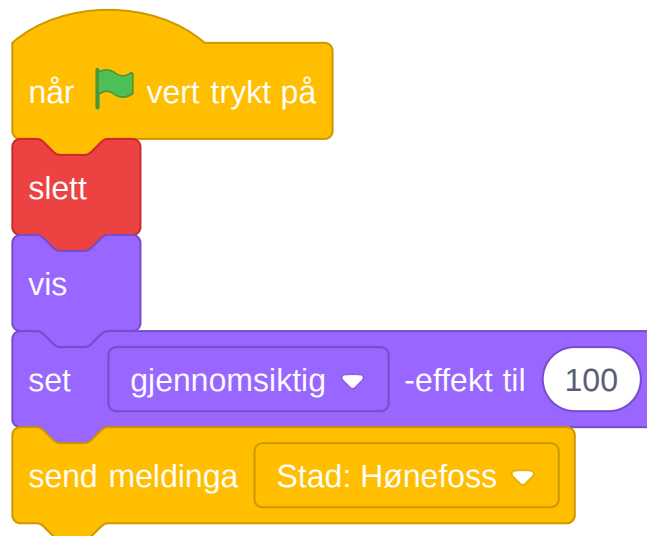 når vert trykt på
slett
vis
set gjennomsiktig -effekt til 100
send meldinga Stad: Hønefoss